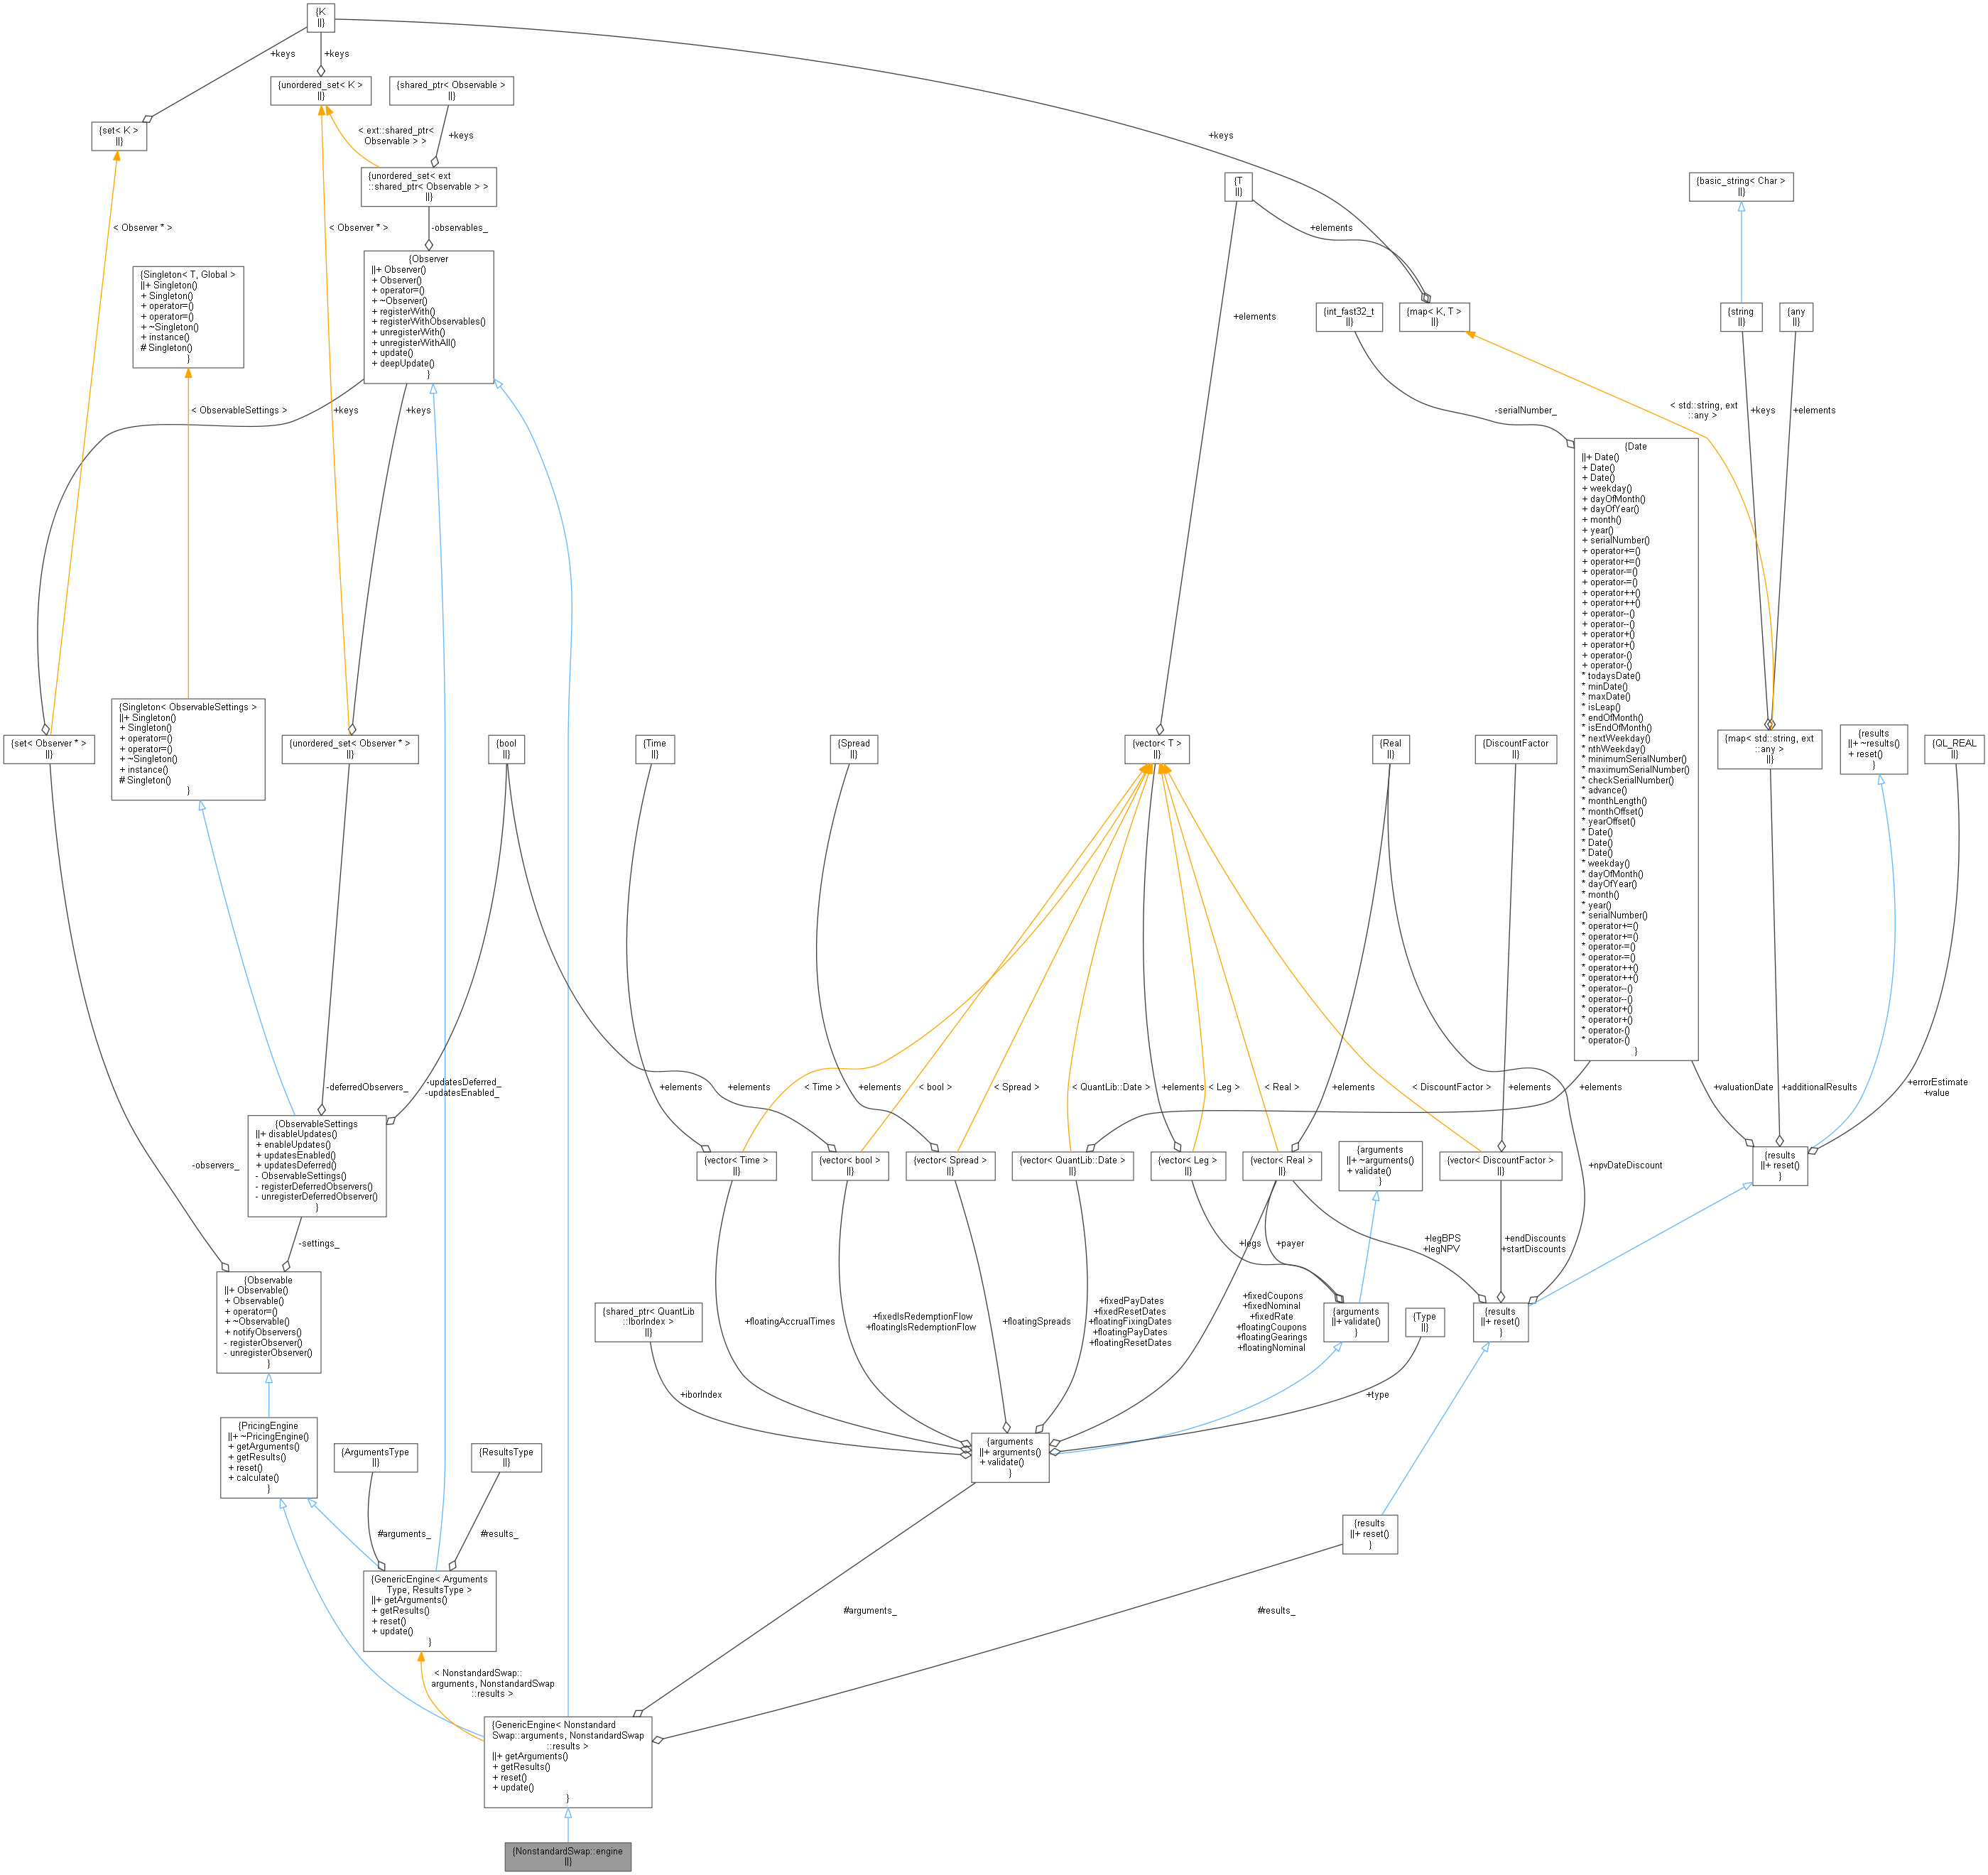 {K
||}
+keys
+keys
{unordered_set< K >
||}
{shared_ptr< Observable >
||}
{set< K >
||}
< ext::shared_ptr<
Observable > >
+keys
+keys
{unordered_set< ext
::shared_ptr< Observable > >
||}
{T
||}
{basic_string< Char >
||}
< Observer * >
< Observer * >
-observables_
+elements
{Observer
||+ Observer()
+ Observer()
+ operator=()
+ ~Observer()
+ registerWith()
+ registerWithObservables()
+ unregisterWith()
+ unregisterWithAll()
+ update()
+ deepUpdate()
}
{Singleton< T, Global >
||+ Singleton()
+ Singleton()
+ operator=()
+ operator=()
+ ~Singleton()
+ instance()
# Singleton()
}
+elements
{int_fast32_t
||}
{map< K, T >
||}
{string
||}
{any
||}
< ObservableSettings >
+keys
+keys
-serialNumber_
< std::string, ext
::any >
+keys
+elements
{Date
||+ Date()
+ Date()
+ Date()
+ weekday()
+ dayOfMonth()
+ dayOfYear()
+ month()
+ year()
+ serialNumber()
+ operator+=()
+ operator+=()
+ operator-=()
+ operator-=()
+ operator++()
+ operator++()
+ operator--()
+ operator--()
+ operator+()
+ operator+()
+ operator-()
+ operator-()
* todaysDate()
* minDate()
* maxDate()
* isLeap()
* endOfMonth()
* isEndOfMonth()
* nextWeekday()
* nthWeekday()
* minimumSerialNumber()
* maximumSerialNumber()
* checkSerialNumber()
* advance()
* monthLength()
* monthOffset()
* yearOffset()
* Date()
* Date()
* Date()
* weekday()
* dayOfMonth()
* dayOfYear()
* month()
* year()
* serialNumber()
* operator+=()
* operator+=()
* operator-=()
* operator-=()
* operator++()
* operator++()
* operator--()
* operator--()
* operator+()
* operator+()
* operator-()
* operator-()
}
{set< Observer * >
||}
{Singleton< ObservableSettings >
||+ Singleton()
+ Singleton()
+ operator=()
+ operator=()
+ ~Singleton()
+ instance()
# Singleton()
}
{unordered_set< Observer * >
||}
{bool
||}
{Time
||}
{Spread
||}
{vector< T >
||}
{Real
||}
{DiscountFactor
||}
{map< std::string, ext
::any >
||}
{results
||+ ~results()
+ reset()
}
{QL_REAL
||}
-deferredObservers_
-updatesDeferred_
-updatesEnabled_
+elements
+elements
< Time >
+elements
< bool >
< Spread >
< QuantLib::Date >
+elements
< Leg >
< Real >
+elements
< DiscountFactor >
+elements
+elements
+valuationDate
+additionalResults
+errorEstimate
+value
{ObservableSettings
||+ disableUpdates()
+ enableUpdates()
+ updatesEnabled()
+ updatesDeferred()
- ObservableSettings()
- registerDeferredObservers()
- unregisterDeferredObserver()
}
-observers_
{vector< Time >
||}
{vector< bool >
||}
{vector< Spread >
||}
{vector< QuantLib::Date >
||}
{vector< Leg >
||}
{vector< Real >
||}
{arguments
||+ ~arguments()
+ validate()
}
{vector< DiscountFactor >
||}
+npvDateDiscount
{results
||+ reset()
}
-settings_
+legs
+payer
+legBPS
+legNPV
+endDiscounts
+startDiscounts
{Observable
||+ Observable()
+ Observable()
+ operator=()
+ ~Observable()
+ notifyObservers()
- registerObserver()
- unregisterObserver()
}
{shared_ptr< QuantLib
::IborIndex >
||}
+floatingAccrualTimes
+fixedIsRedemptionFlow
+floatingIsRedemptionFlow
+floatingSpreads
+fixedPayDates
+fixedResetDates
+floatingFixingDates
+floatingPayDates
+floatingResetDates
+fixedCoupons
+fixedNominal
+fixedRate
+floatingCoupons
+floatingGearings
+floatingNominal
{arguments
||+ validate()
}
{Type
||}
{results
||+ reset()
}
+iborIndex
+type
{PricingEngine
||+ ~PricingEngine()
+ getArguments()
+ getResults()
+ reset()
+ calculate()
}
{ArgumentsType
||}
{ResultsType
||}
{arguments
||+ arguments()
+ validate()
}
#arguments_
#results_
{results
||+ reset()
}
{GenericEngine< Arguments
Type, ResultsType >
||+ getArguments()
+ getResults()
+ reset()
+ update()
}
#arguments_
#results_
< NonstandardSwap::
arguments, NonstandardSwap
::results >
{GenericEngine< Nonstandard
Swap::arguments, NonstandardSwap
::results >
||+ getArguments()
+ getResults()
+ reset()
+ update()
}
{NonstandardSwap::engine
||}